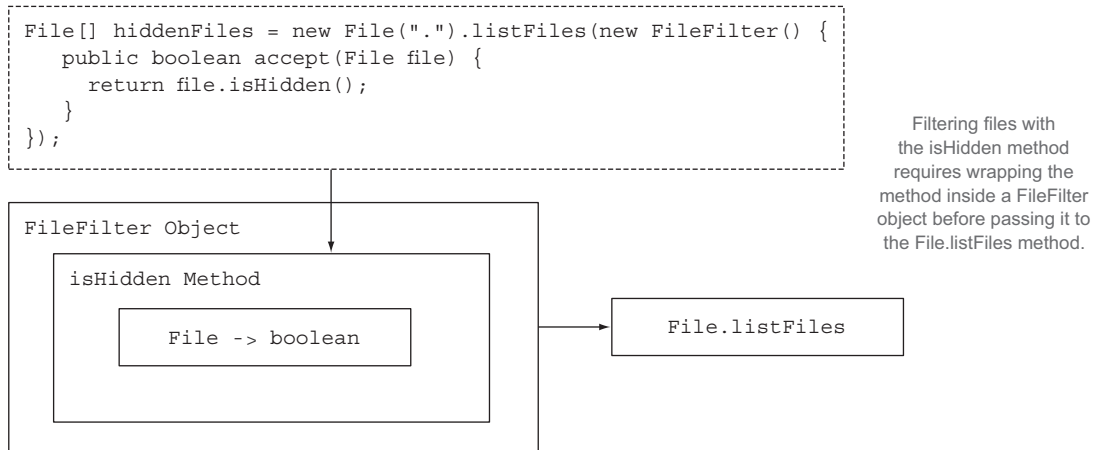 File[] hiddenFiles = new File(".").listFiles(new FileFilter() {
public boolean accept(File file) {
return file.isHidden();
}
});
Filtering files with
the isHidden method
requires wrapping the
method inside a FileFilter
object before passing it to
the File.listFiles method.
FileFilter Object
isHidden Method
File -> boolean
File.listFiles